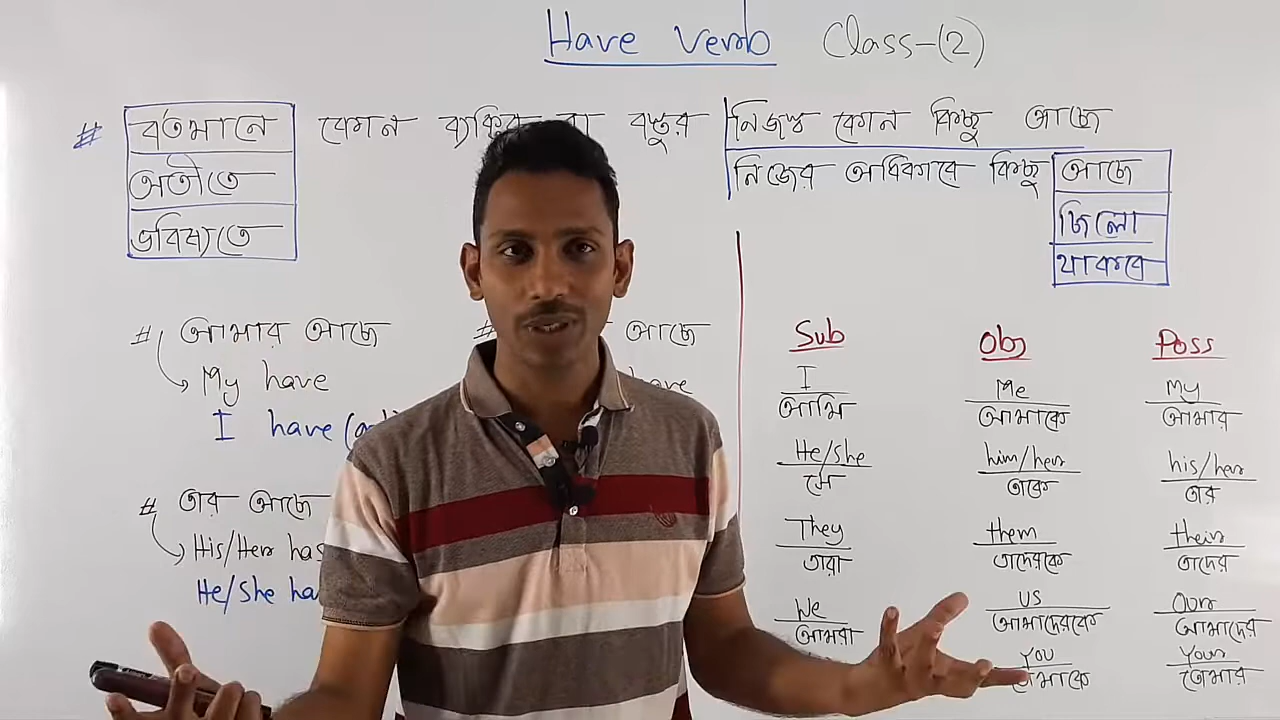 Have Verb Class-(2)
# বর্তমানে কোন ব্যক্তির বা বস্তুর নিজস্ব কোন কিছু আছে
অতীতে নিজের অধিকারে কিছু আছে
ভবিষ্যতে ছিলো
থাকবে
# আমার আছে # আছে
My have have
I have
# তার আছে
His/Her has
He/She
Sub Obj Poss
I Me My
আমি আমাকে আমার
He/she him/her his/her
সে তাকে তার
They them their
তারা তাদেরকে তাদের
We us our
আমরা আমাদেরকে আমাদের
you your
তোমাকে তোমার